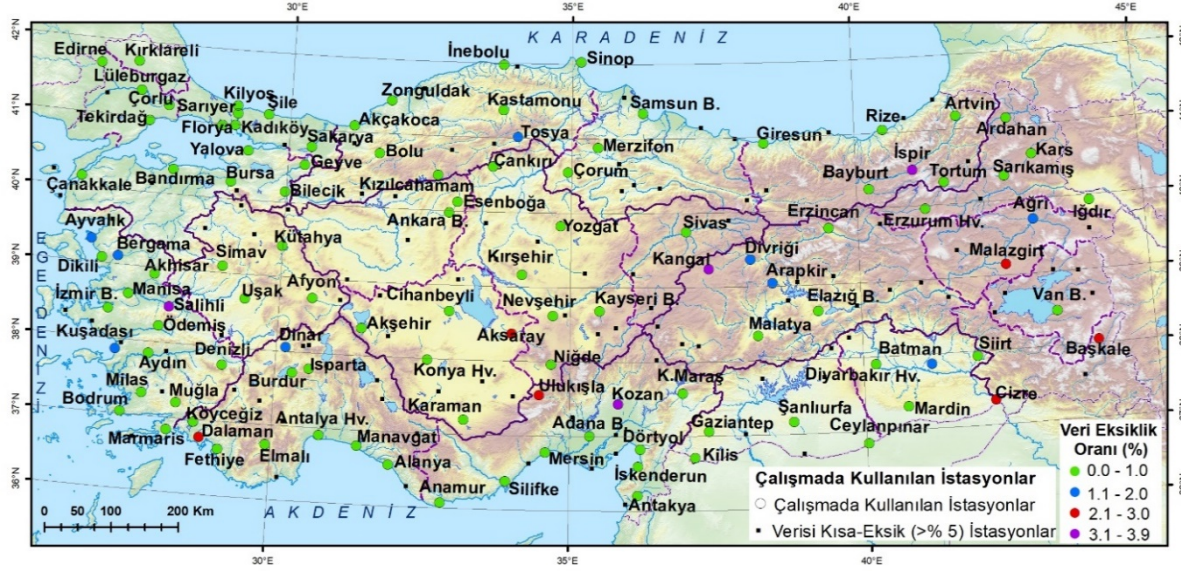 30°E 35°E 40°E 45°E
42°N
41°N
40°N
39°N
38°N
37°N
36°N
KARADENİZ
EGE DENİZİ
AKDENİZ
Edirne
Kırklareli
Lüleburgaz
Çorlu
Tekirdağ
Sarıyer
Kilyos
Şile
Florya
Kadıköy
Yalova
Sakarya
Akçakoca
Zonguldak
İnebolu
Sinop
Kastamonu
Samsun B.
Giresun
Rize
Artvin
Ardahan
Kars
Sarıkamış
İspir
Tortum
Bayburt
Tosya
Merzifon
Çankırı
Çorum
Bolu
Geyve
Bilecik
Bursa
Bandırma
Çanakkale
Kızılcahamam
Esenboğa
Ankara B.
Yozgat
Sivas
Erzincan
Erzurum Hv.
Ağrı
Iğdır
Malazgirt
Ayvalık
Bergama
Dikili
Akhisar
Simav
Kütahya
Kırşehir
Kangal
Divriği
Arapkir
Elazığ B.
Van B.
Manisa
İzmir B.
Salihli
Uşak
Afyon
Cihanbeyli
Nevşehir
Kayseri B.
Malatya
Kuşadası
Ödemiş
Dinar
Akşehir
Aksaray
Başkale
Siirt
Batman
Aydın
Denizli
Isparta
Niğde
Diyarbakır Hv.
Konya Hv.
Milas
Muğla
Burdur
Ulukışla
Kozan
K.Maraş
Cizre
Mardin
Bodrum
Köyceğiz
Antalya Hv.
Karaman
Şanlıurfa
Gaziantep
Ceylanpınar
Adana B.
Dörtyol
Kilis
Marmaris
Dalaman
Manavgat
Mersin
Fethiye
Elmalı
Alanya
İskenderun
Anamur
Silifke
Antakya
0 50 100 200 Km
Çalışmada Kullanılan İstasyonlar
Çalışmada Kullanılan İstasyonlar
Verisi Kısa-Eksik (>% 5) İstasyonlar
Veri Eksiklik
Oranı (%)
0.0 - 1.0
1.1 - 2.0
2.1 - 3.0
3.1 - 3.9
30°E 35°E 40°E